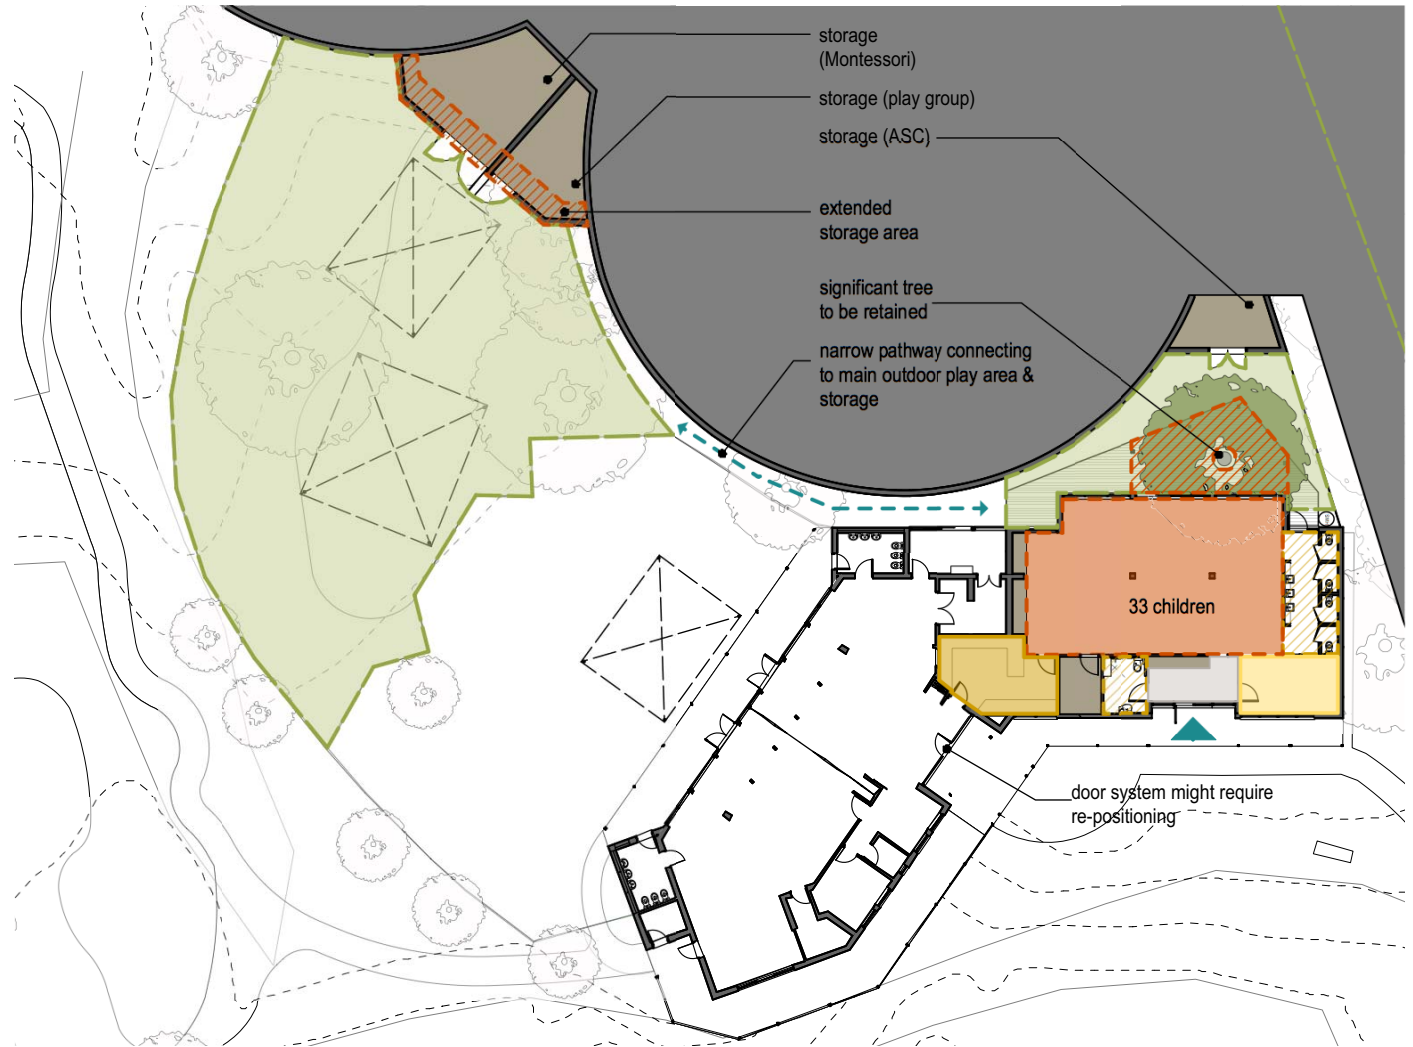 storage
(Montessori)
storage (play group)
storage (ASC)
extended
storage area
significant tree
to be retained
narrow pathway connecting
to main outdoor play area &
storage
33 children
door system might require
re-positioning